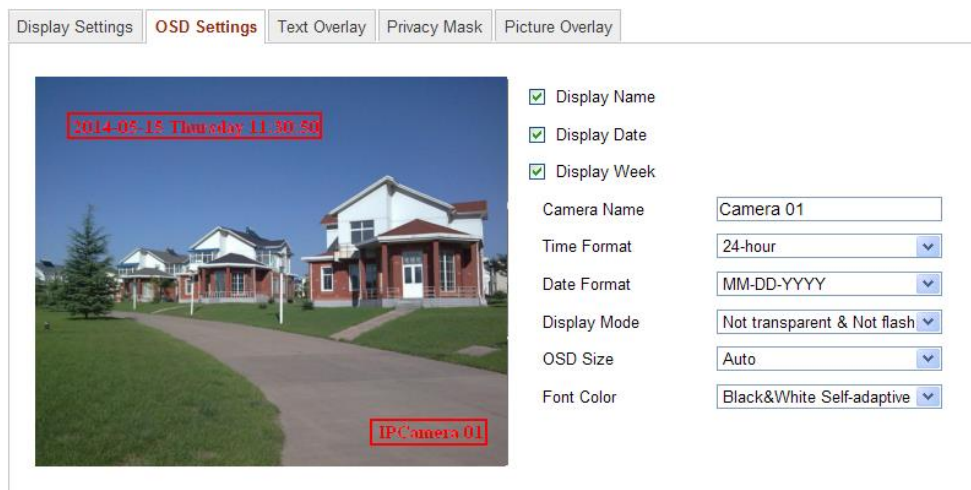 Display Settings
OSD Settings
Text Overlay
Privacy Mask
Picture Overlay
2014-05-15 Thursday 11:30:50
IPCamera 01
Display Name
Display Date
Display Week
Camera Name Camera 01
Time Format 24-hour
Date Format MM-DD-YYYY
Display Mode Not transparent & Not flash
OSD Size Auto
Font Color Black&White Self-adaptive